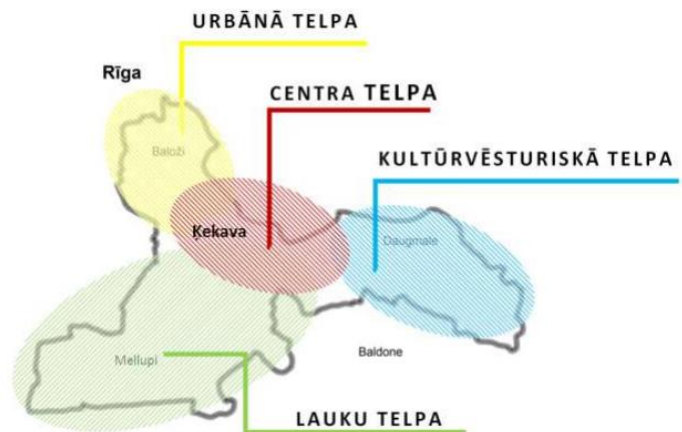 URBĀNĀ TELPA
Rīga
CENTRA TELPA
Baloži
KULTŪRVĒSTURISKĀ TELPA
Ķekava
Daugmale
Mellupi
Baldone
LAUKU TELPA